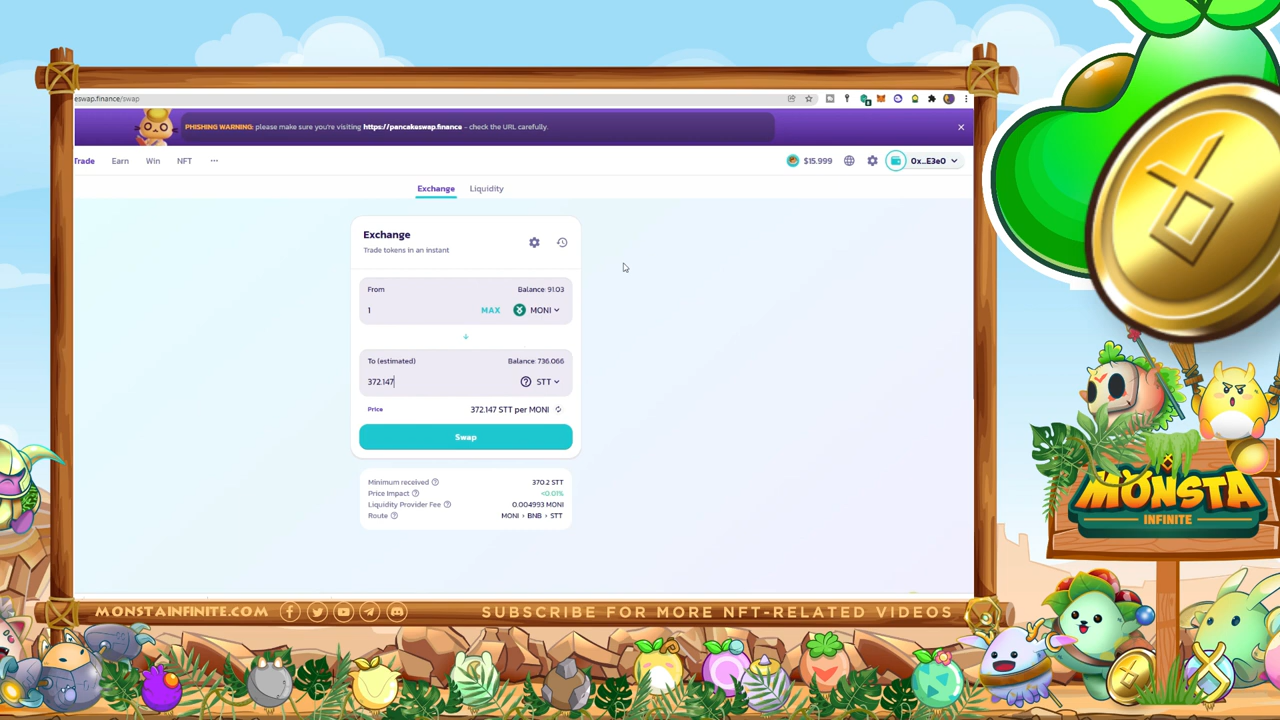 eswap.finance/swap
PHISHING WARNING: please make sure you're visiting https://pancakeswap.finance - check the URL carefully.
Trade Earn Win NFT ... $15.999 0x...E3e0
Exchange Liquidity
Exchange
Trade tokens in an instant
From Balance: 91.03
1 MAX MONI
To (estimated) Balance: 736.066
372.147 STT
Price 372.147 STT per MONI
Swap
Minimum received 370.2 STT
Price Impact <0.01%
Liquidity Provider Fee 0.004993 MONI
Route MONI > BNB > STT
MONSTA
INFINITE
MONSTAINFINITE.COM SUBSCRIBE FOR MORE NFT-RELATED VIDEOS